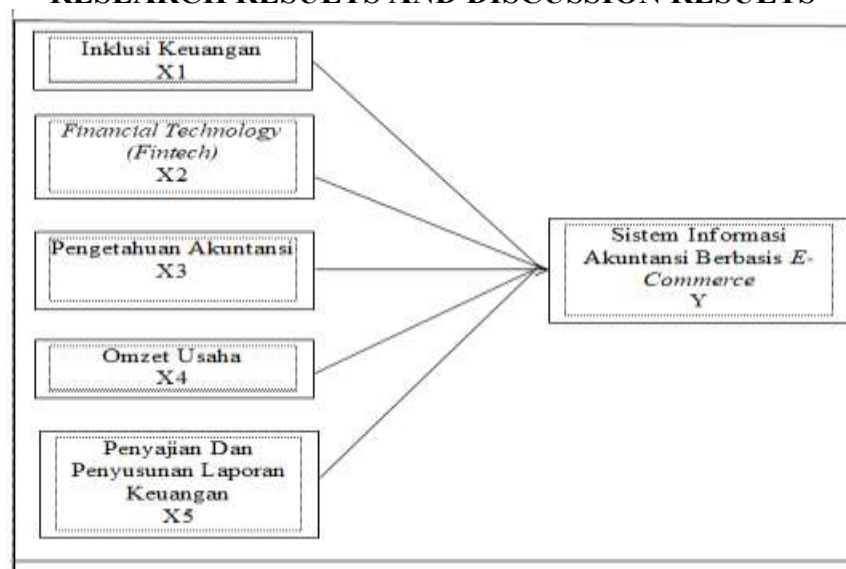 RESEARCH RESULTS AND DISCUSSION RESULTS
Inklusi Keuangan
X1
Financial Technology
(Fintech)
X2
Pengetahuan Akuntansi
X3
Omzet Usaha
X4
Penyajian Dan
Penyusunan Laporan
Keuangan
X5
Sistem Informasi
Akuntansi Berbasis E-
Commerce
Y